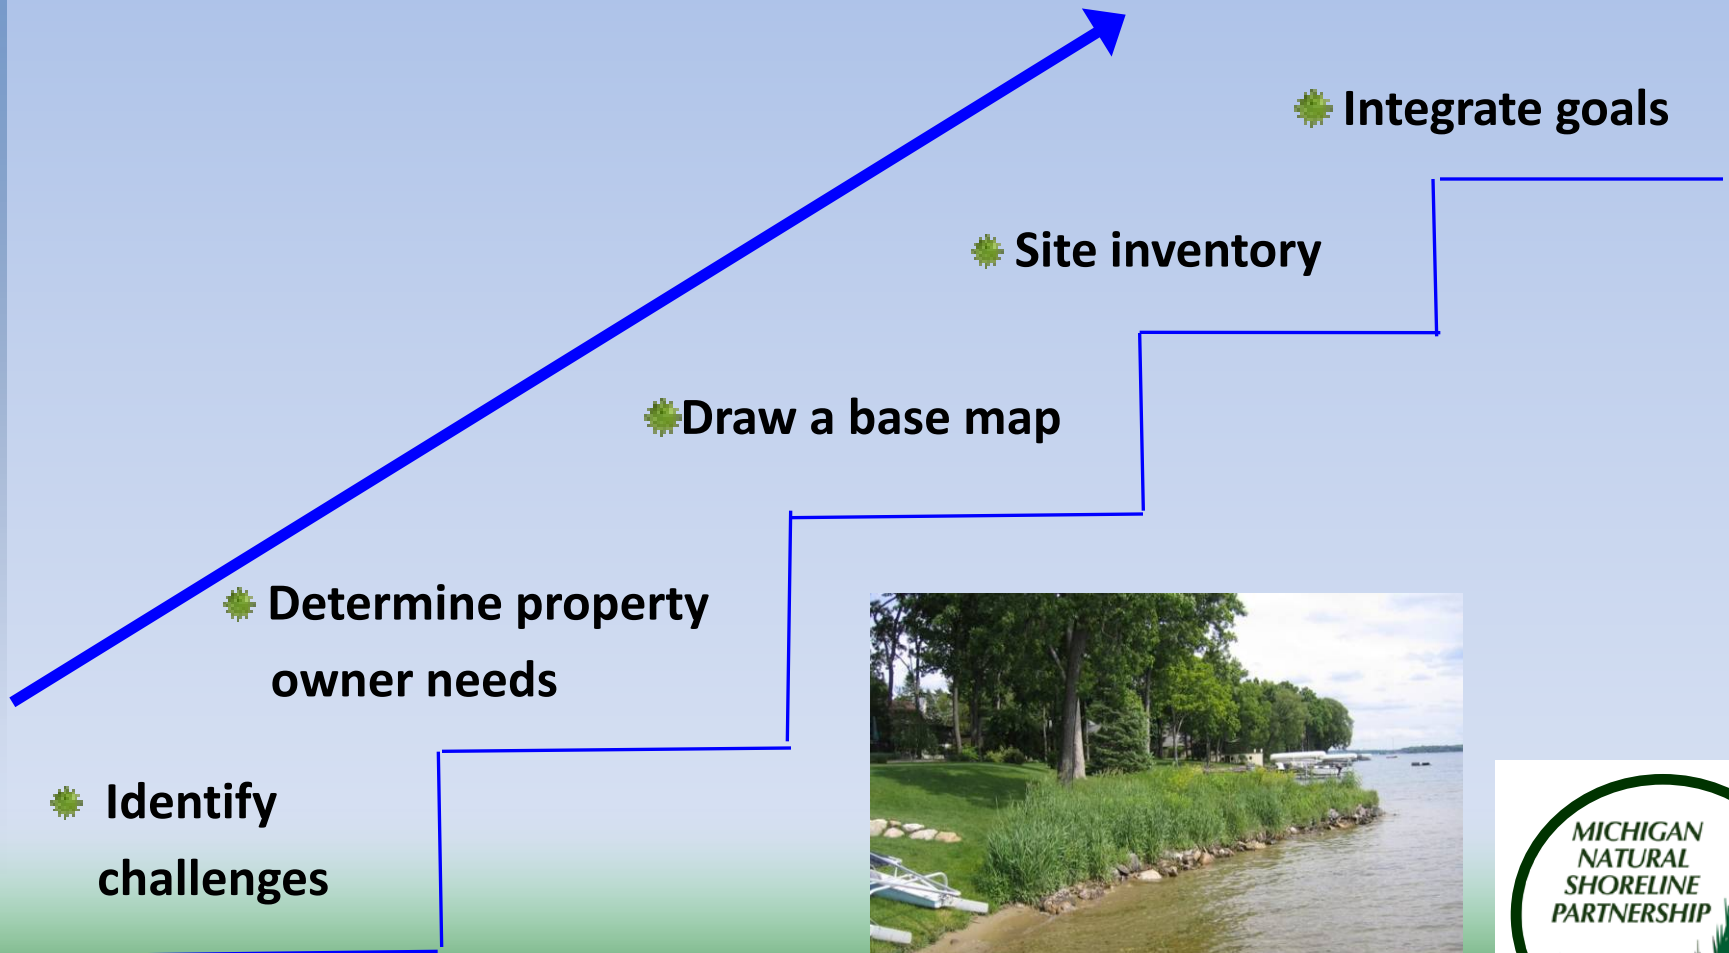 Integrate goals
Site inventory
Draw a base map
Determine property
owner needs
Identify
challenges
MICHIGAN
NATURAL
SHORELINE
PARTNERSHIP